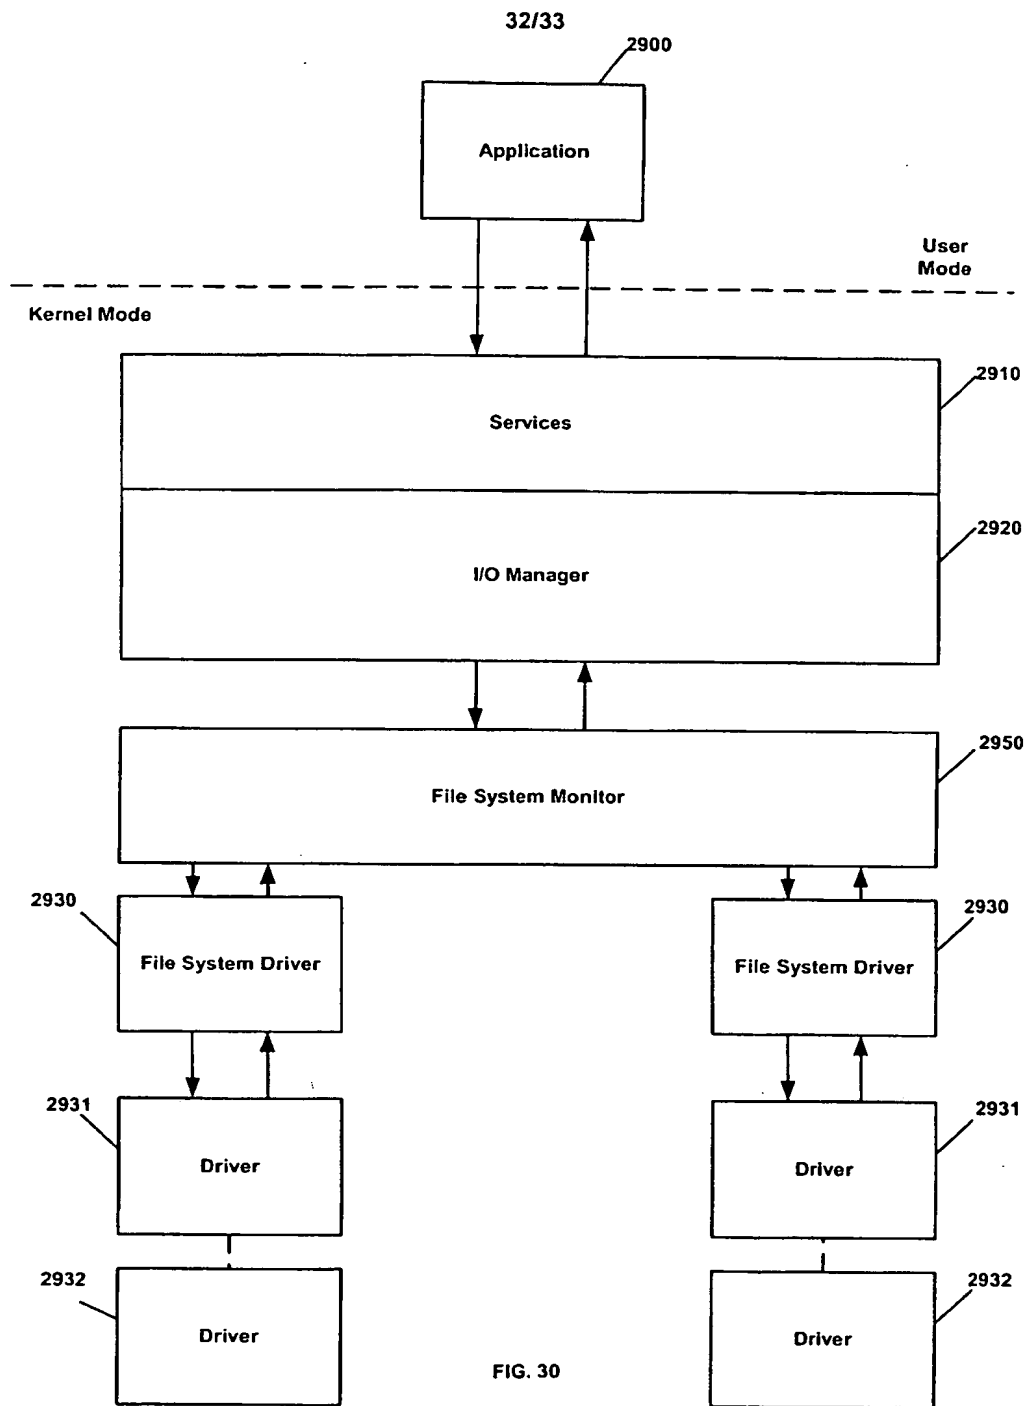 32/33
2900
Application
User
Mode
Kernel Mode
2910
Services
2920
I/O Manager
2950
File System Monitor
2930
2930
File System Driver
File System Driver
2931
2931
Driver
Driver
2932
2932
Driver
Driver
FIG. 30